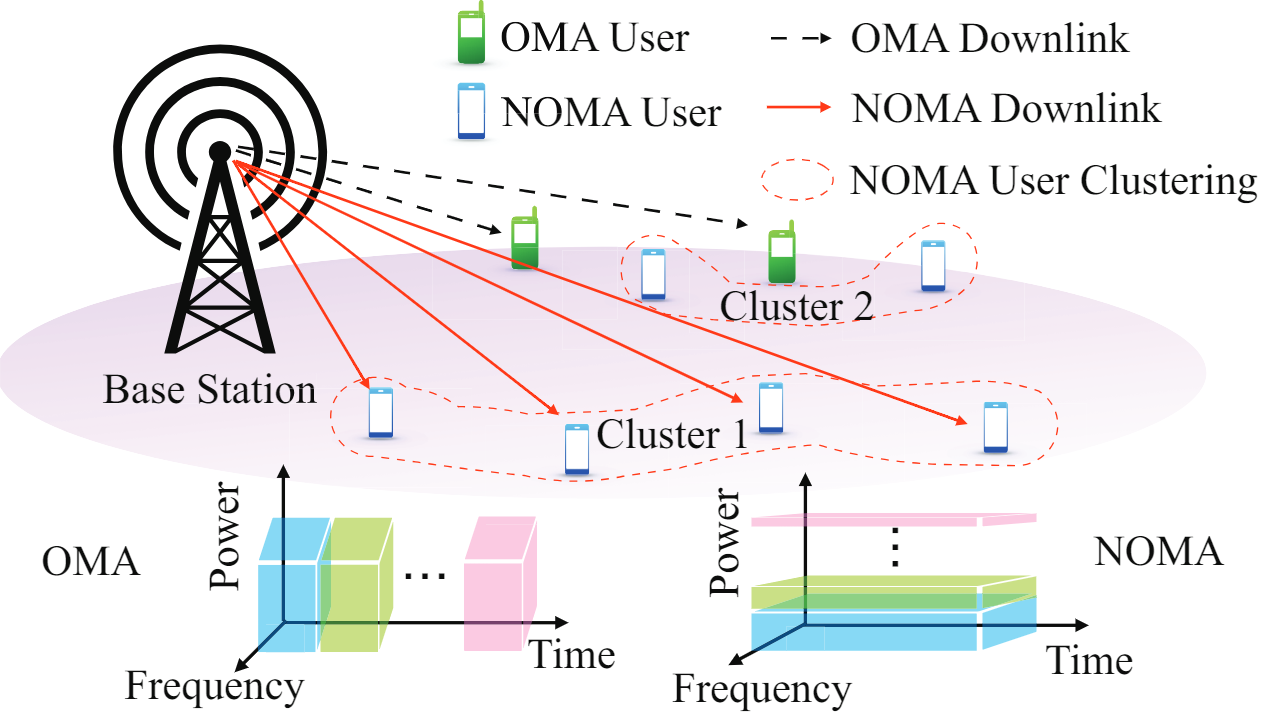 OMA User
OMA Downlink
NOMA User
NOMA Downlink
NOMA User Clustering
Cluster 2
Base Station
Cluster 1
OMA
Power
...
Time
Frequency
Power
NOMA
Time
Frequency